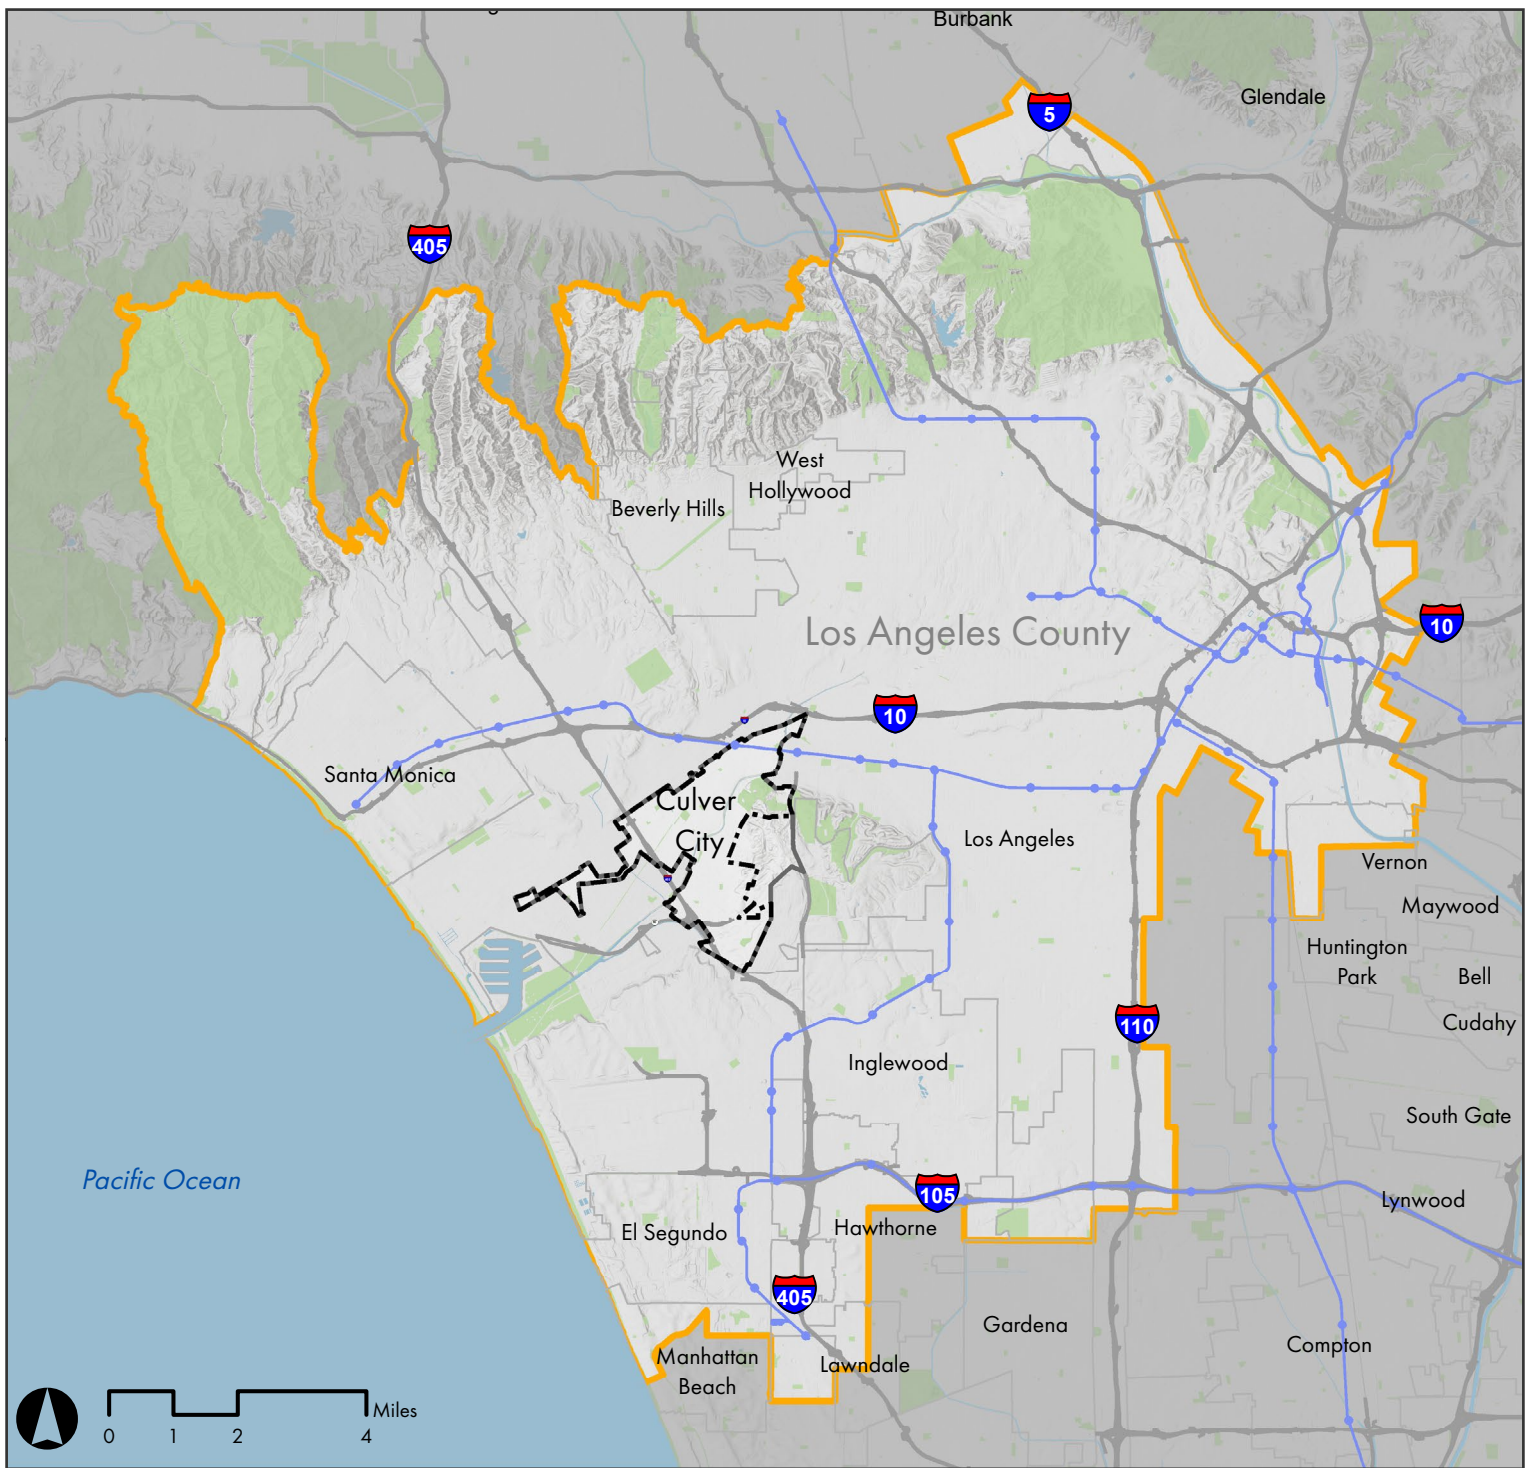 Burbank
Glendale
5
405
West
Hollywood
Beverly Hills
Los Angeles County
10
10
Santa Monica
Culver
City
Los Angeles
Vernon
Maywood
Huntington
Park
Bell
Cudahy
110
Inglewood
South Gate
Pacific Ocean
105
Lynwood
El Segundo
Hawthorne
405
Gardena
Compton
Manhattan
Beach
Lawndale
Miles
0 1 2 4